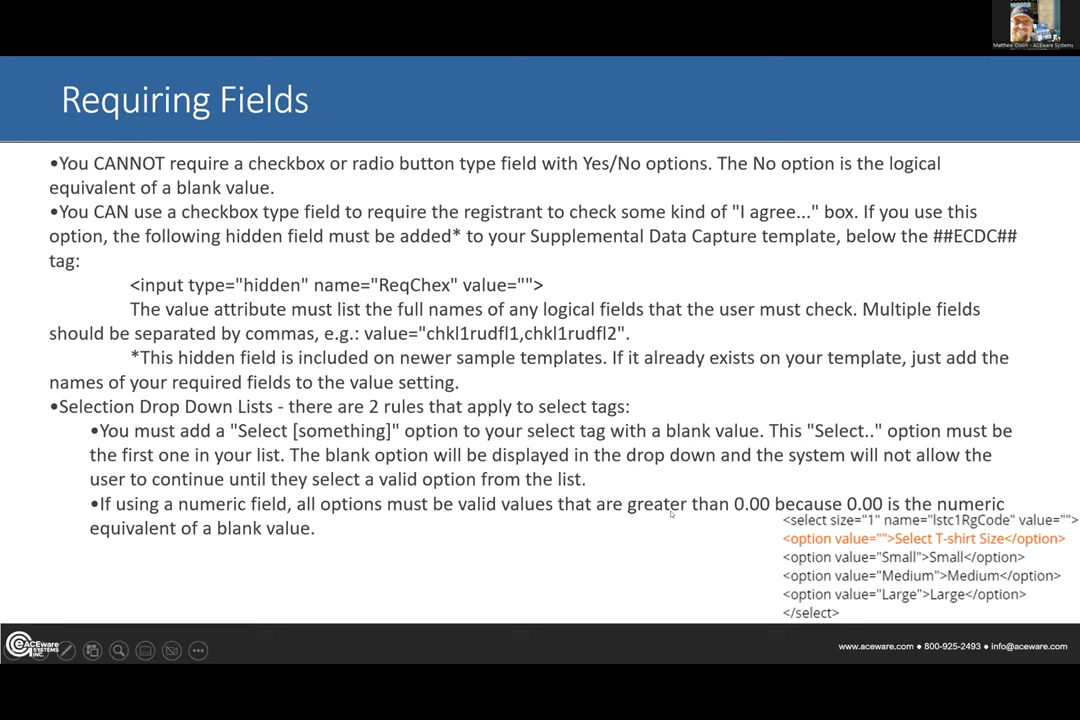 Matthew Olson - ACEware Systems
Requiring Fields
•You CANNOT require a checkbox or radio button type field with Yes/No options. The No option is the logical
equivalent of a blank value.
•You CAN use a checkbox type field to require the registrant to check some kind of "I agree..." box. If you use this
option, the following hidden field must be added* to your Supplemental Data Capture template, below the ##ECDC##
tag:
<input type="hidden" name="ReqChex" value="">
The value attribute must list the full names of any logical fields that the user must check. Multiple fields
should be separated by commas, e.g.: value="chkl1rudfl1,chkl1rudfl2".
*This hidden field is included on newer sample templates. If it already exists on your template, just add the
names of your required fields to the value setting.
•Selection Drop Down Lists - there are 2 rules that apply to select tags:
•You must add a "Select [something]" option to your select tag with a blank value. This "Select.." option must be
the first one in your list. The blank option will be displayed in the drop down and the system will not allow the
user to continue until they select a valid option from the list.
•If using a numeric field, all options must be valid values that are greater than 0.00 because 0.00 is the numeric
equivalent of a blank value.
<select size="1" name="lstc1RgCode" value="">
<option value="">Select T-shirt Size</option>
<option value="Small">Small</option>
<option value="Medium">Medium</option>
<option value="Large">Large</option>
</select>
ACEware
SYSTEMS
INC.
www.aceware.com ● 800-925-2493 ● info@aceware.com